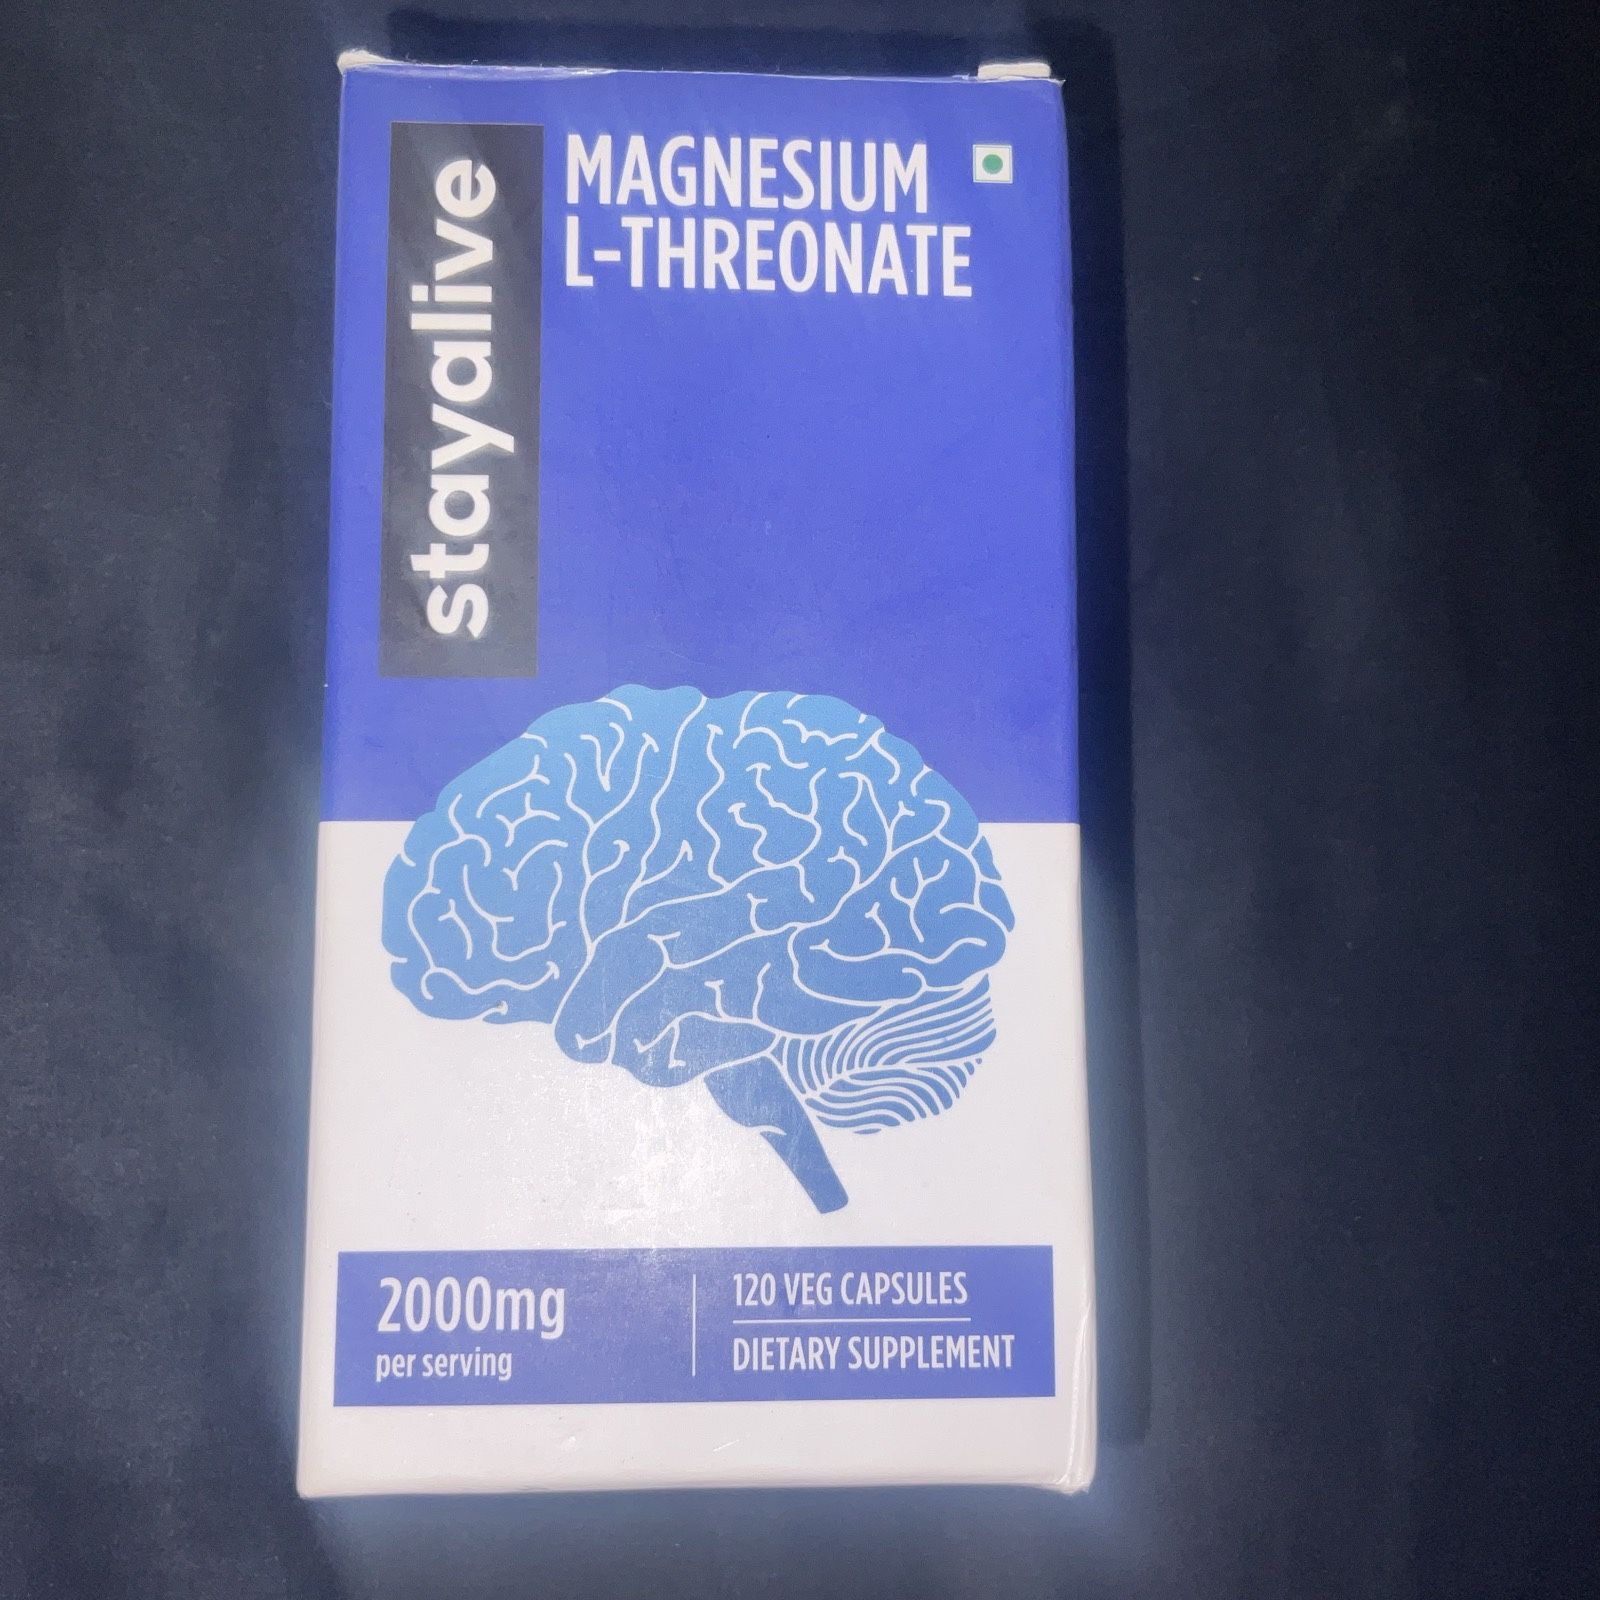 stayalive
MAGNESIUM
L-THREONATE
2000mg
per serving
120 VEG CAPSULES
DIETARY SUPPLEMENT